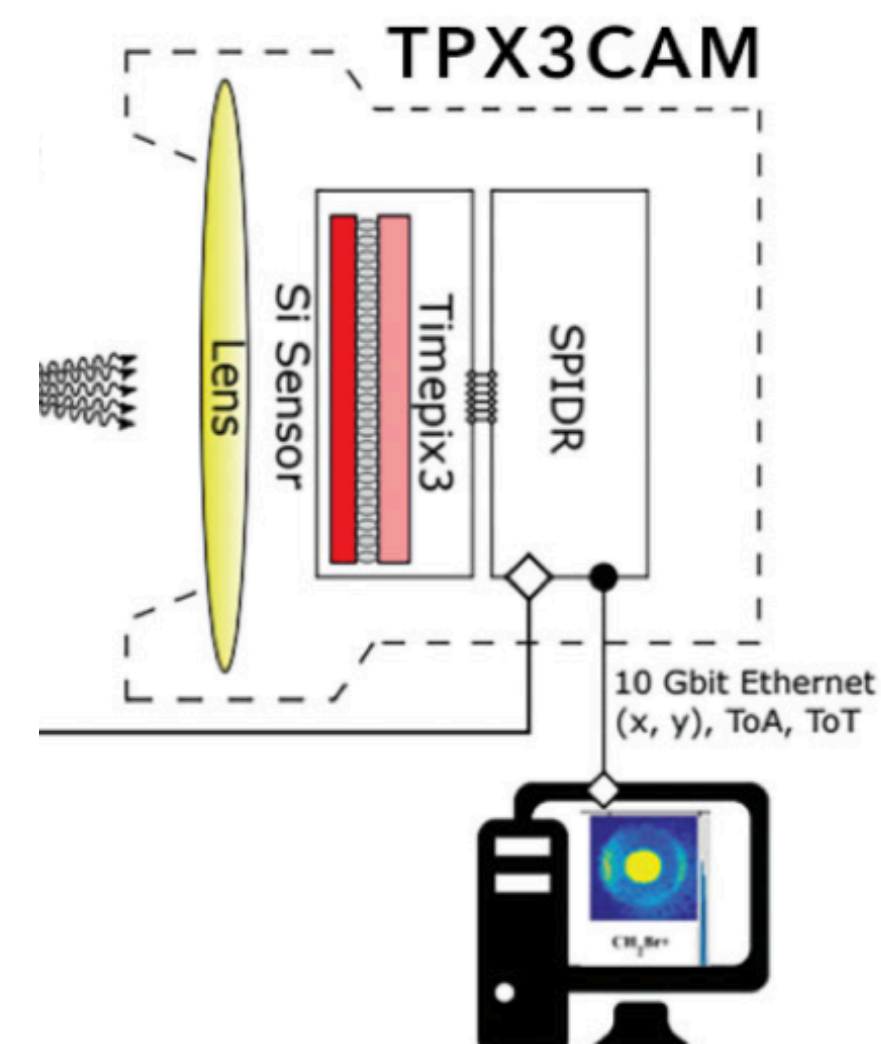 TPX3CAM
Lens
Si Sensor
Timepix3
SPIDR
10 Gbit Ethernet
(x, y), ToA, ToT
CH₂Br+